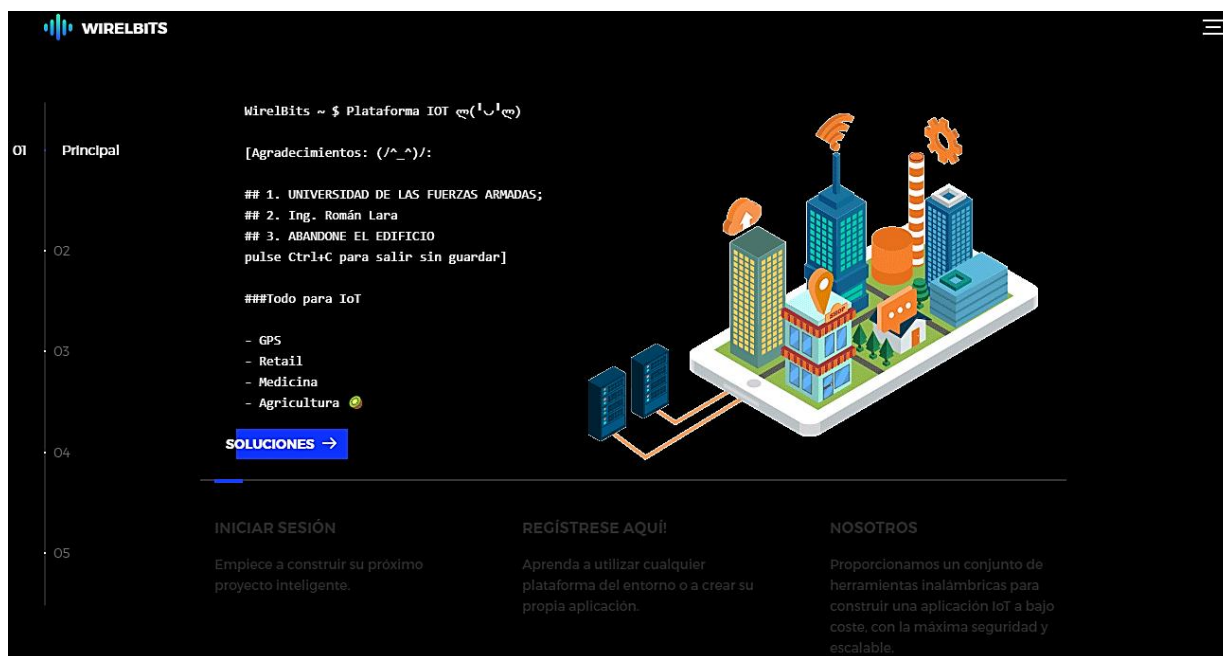 WIRELBITS
01 Principal
02
03
04
05
WirelBits ~ $ Plataforma IOT ლ(╹◡╹ლ)
[Agradecimientos: (/^_^)/:
## 1. UNIVERSIDAD DE LAS FUERZAS ARMADAS;
## 2. Ing. Román Lara
## 3. ABANDONE EL EDIFICIO
pulse Ctrl+C para salir sin guardar]
###Todo para IoT
- GPS
- Retail
- Medicina
- Agricultura 🥝
SOLUCIONES →
SHOP
INICIAR SESIÓN
Empiece a construir su próximo
proyecto inteligente.
REGÍSTRESE AQUÍ!
Aprenda a utilizar cualquier
plataforma del entorno o a crear su
propia aplicación.
NOSOTROS
Proporcionamos un conjunto de
herramientas inalámbricas para
construir una aplicación IoT a bajo
coste, con la máxima seguridad y
escalable.